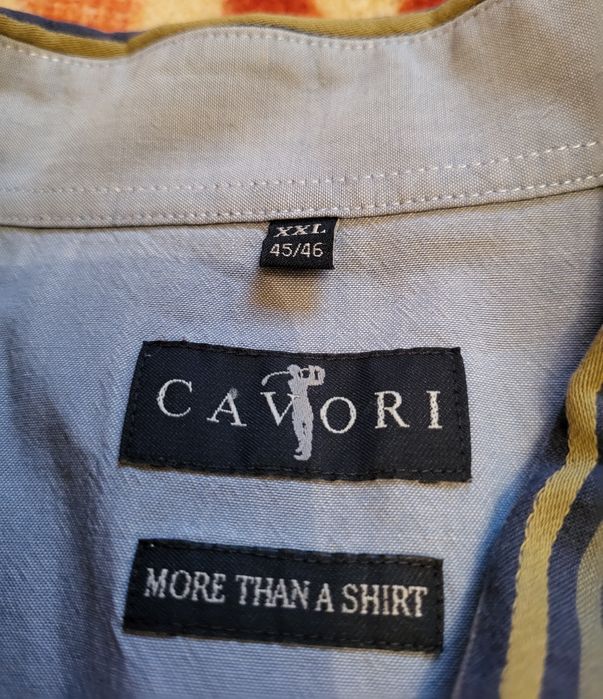 XXL
45/46
CAVORI
MORE THAN A SHIRT